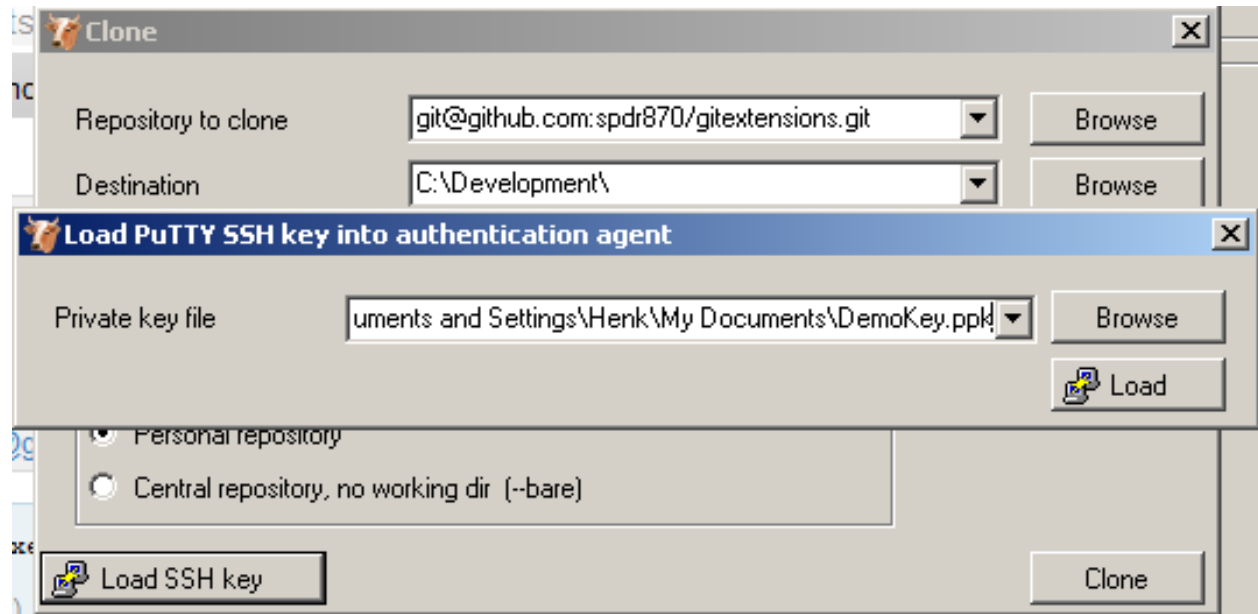 Clone
Repository to clone git@github.com:spdr870/gitextensions.git Browse
Destination C:\Development\ Browse
Load PuTTY SSH key into authentication agent
Private key file uments and Settings\Henk\My Documents\DemoKey.ppk Browse
Load
Personal repository
Central repository, no working dir (--bare)
Load SSH key Clone